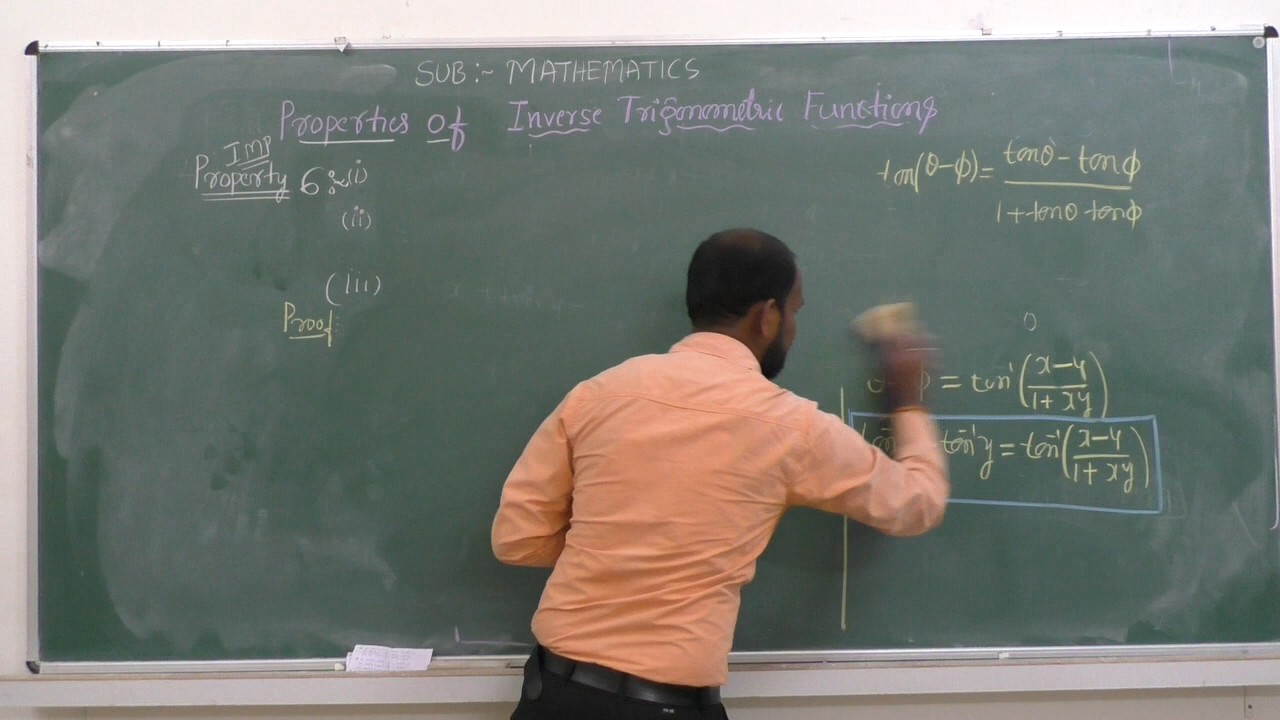 SUB :- MATHEMATICS
Properties of Inverse Trigonometric Functions
IMP
Property 6:- (i)
(ii)
(iii)
Proof:
tan(θ-ϕ) = tanθ - tanϕ
1 + tanθ tanϕ
0
= tan⁻¹(x-y / 1+xy)
tan⁻¹y = tan⁻¹(x-y / 1+xy)